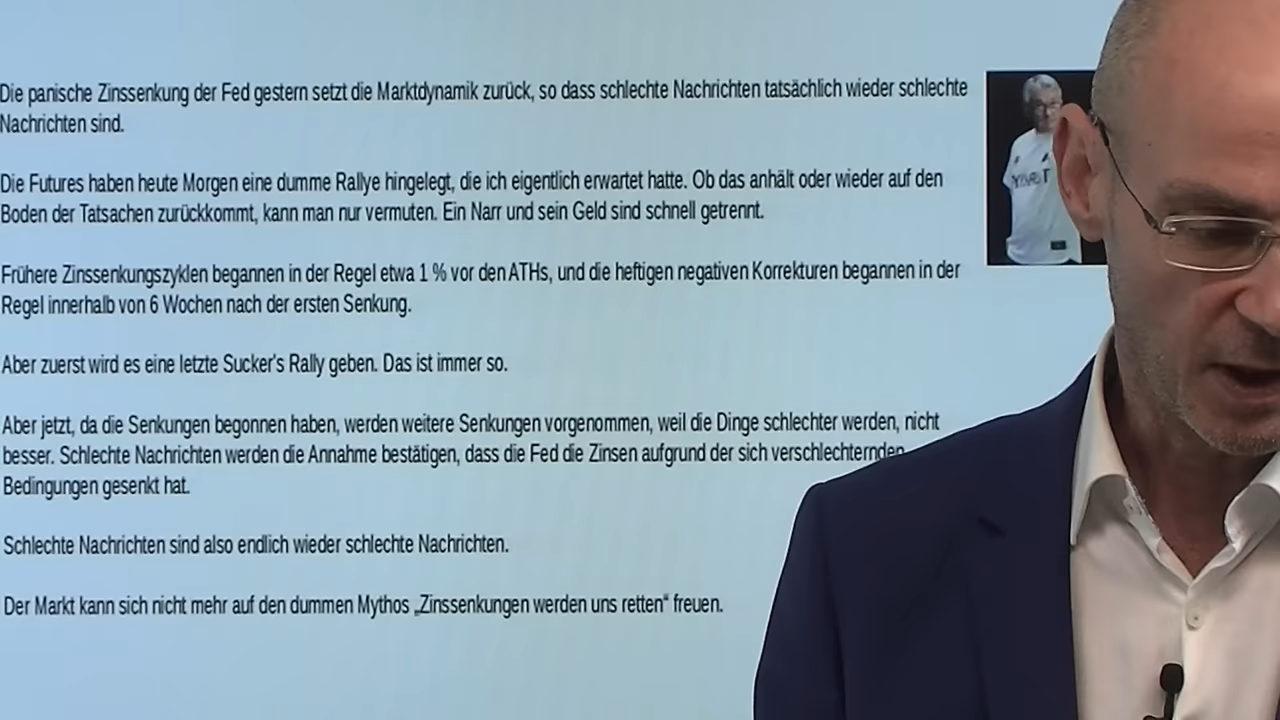 Die panische Zinssenkung der Fed gestern setzt die Marktdynamik zurück, so dass schlechte Nachrichten tatsächlich wieder schlechte
Nachrichten sind.
Die Futures haben heute Morgen eine dumme Rallye hingelegt, die ich eigentlich erwartet hatte. Ob das anhält oder wieder auf den
Boden der Tatsachen zurückkommt, kann man nur vermuten. Ein Narr und sein Geld sind schnell getrennt.
Frühere Zinssenkungszyklen begannen in der Regel etwa 1 % vor den ATHs, und die heftigen negativen Korrekturen begannen in der
Regel innerhalb von 6 Wochen nach der ersten Senkung.
Aber zuerst wird es eine letzte Sucker's Rally geben. Das ist immer so.
Aber jetzt, da die Senkungen begonnen haben, werden weitere Senkungen vorgenommen, weil die Dinge schlechter werden, nicht
besser. Schlechte Nachrichten werden die Annahme bestätigen, dass die Fed die Zinsen aufgrund der sich verschlechternden
Bedingungen gesenkt hat.
Schlechte Nachrichten sind also endlich wieder schlechte Nachrichten.
Der Markt kann sich nicht mehr auf den dummen Mythos „Zinssenkungen werden uns retten“ freuen.